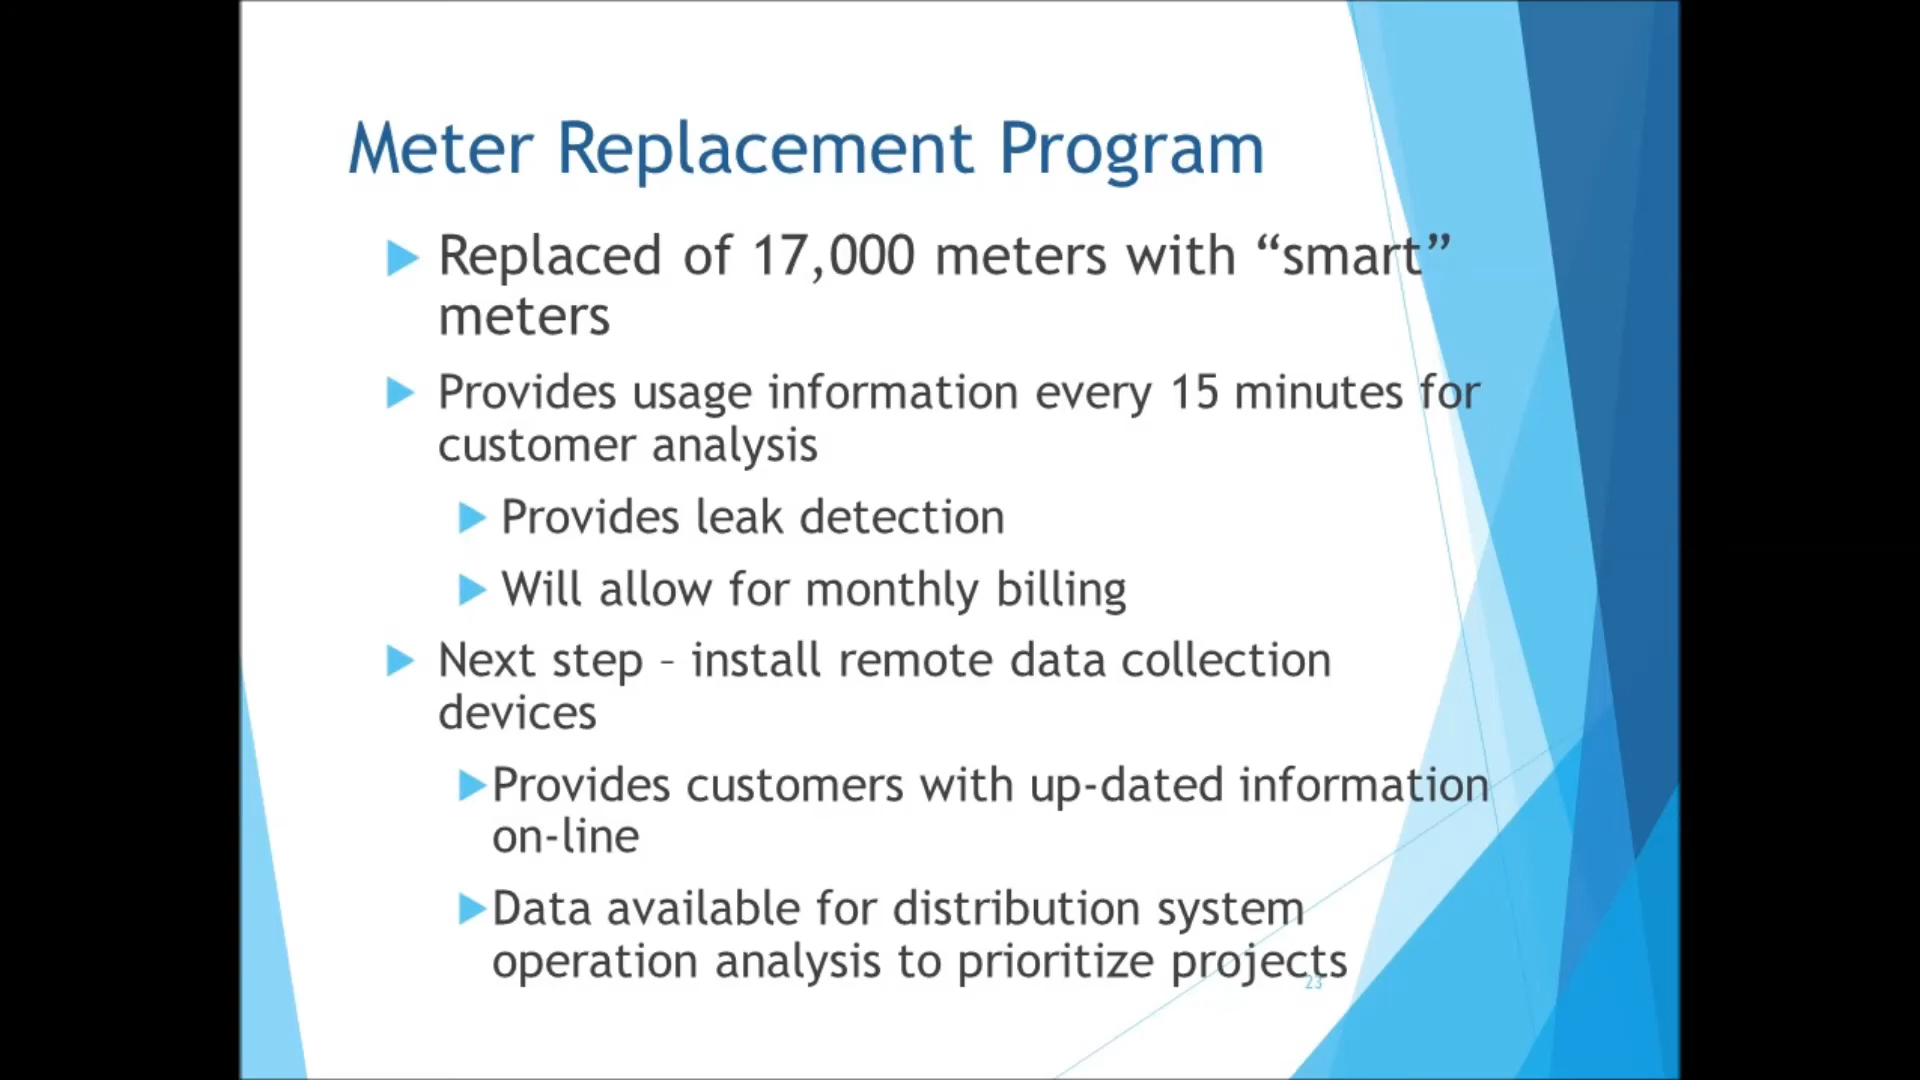 Meter Replacement Program
Replaced of 17,000 meters with “smart”
meters
Provides usage information every 15 minutes for
customer analysis
Provides leak detection
Will allow for monthly billing
Next step – install remote data collection
devices
Provides customers with up-dated information
on-line
Data available for distribution system
operation analysis to prioritize projects
23